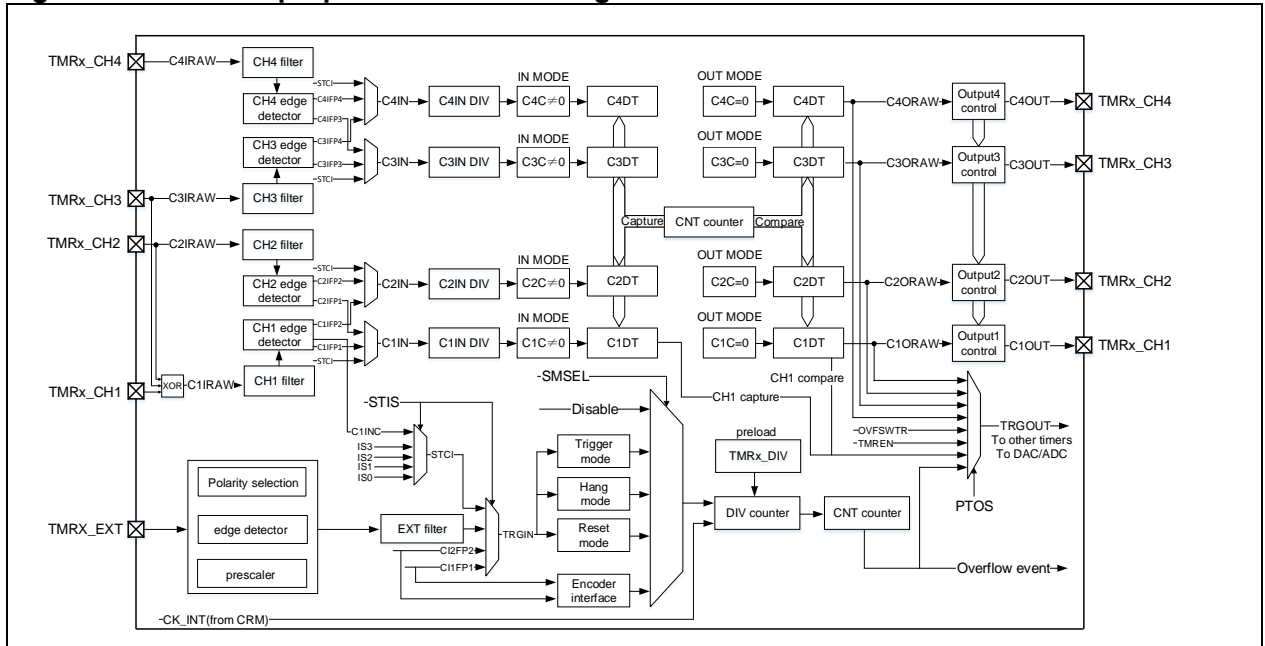 TMRx_CH4
C4IRAW
CH4 filter
CH4 edge
detector
STCI
C4IFP4
C4IFP3
C4IN
C4IN DIV
IN MODE
C4C≠0
C4DT
OUT MODE
C4C=0
C4DT
C4ORAW
Output4
control
C4OUT
TMRx_CH4
CH3 edge
detector
C3IFP4
C3IFP3
STCI
C3IN
C3IN DIV
IN MODE
C3C≠0
C3DT
OUT MODE
C3C=0
C3DT
C3ORAW
Output3
control
C3OUT
TMRx_CH3
TMRx_CH3
C3IRAW
CH3 filter
Capture
CNT counter
Compare
TMRx_CH2
C2IRAW
CH2 filter
CH2 edge
detector
STCI
C2IFP2
C2IFP1
C2IN
C2IN DIV
IN MODE
C2C≠0
C2DT
OUT MODE
C2C=0
C2DT
C2ORAW
Output2
control
C2OUT
TMRx_CH2
CH1 edge
detector
C1IFP2
C1IFP1
STCI
C1IN
C1IN DIV
IN MODE
C1C≠0
C1DT
OUT MODE
C1C=0
C1DT
C1ORAW
Output1
control
C1OUT
TMRx_CH1
TMRx_CH1
XOR
C1IRAW
CH1 filter
CH1 compare
CH1 capture
SMSEL
STIS
Disable
C1INC
IS3
IS2
IS1
IS0
STCI
Trigger
mode
Hang
mode
Reset
mode
Encoder
interface
preload
TMRx_DIV
DIV counter
CNT counter
OVFSWTR
TMREN
TRGOUT
To other timers
To DAC/ADC
PTOS
Overflow event
TMRX_EXT
Polarity selection
edge detector
prescaler
EXT filter
CI2FP2
CI1FP1
TRGIN
CK_INT(from CRM)